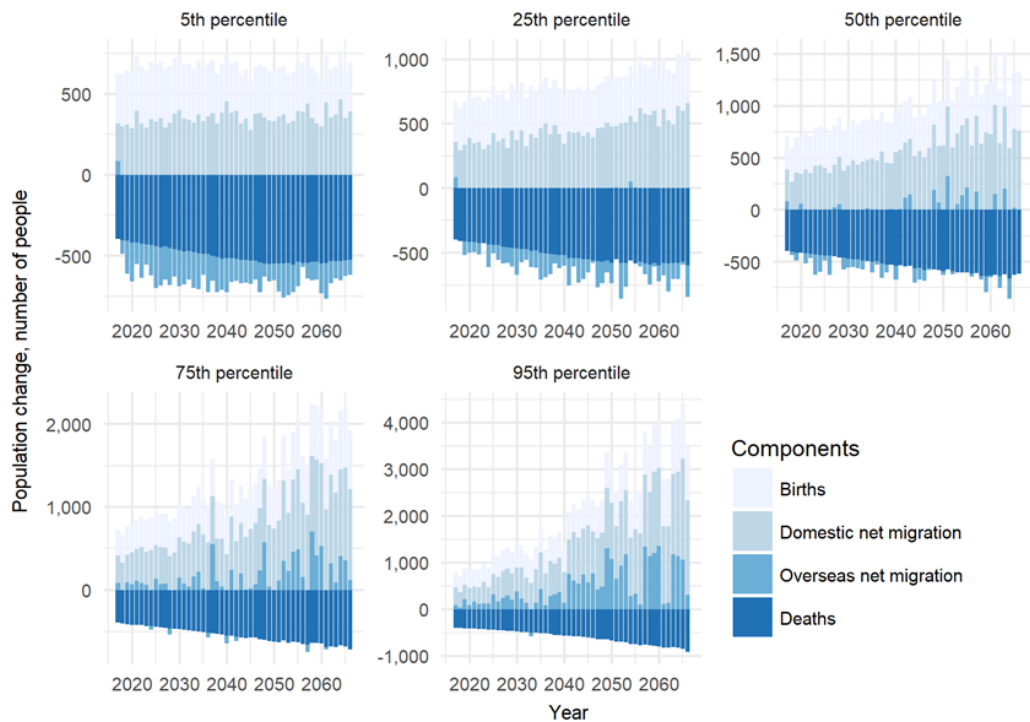 5th percentile
25th percentile
50th percentile
500
0
-500
1,000
500
0
-500
1,500
1,000
500
0
-500
2020 2030 2040 2050 2060
2020 2030 2040 2050 2060
2020 2030 2040 2050 2060
Population change, number of people
75th percentile
95th percentile
2,000
1,000
0
4,000
3,000
2,000
1,000
0
-1,000
2020 2030 2040 2050 2060
2020 2030 2040 2050 2060
Year
Components
Births
Domestic net migration
Overseas net migration
Deaths